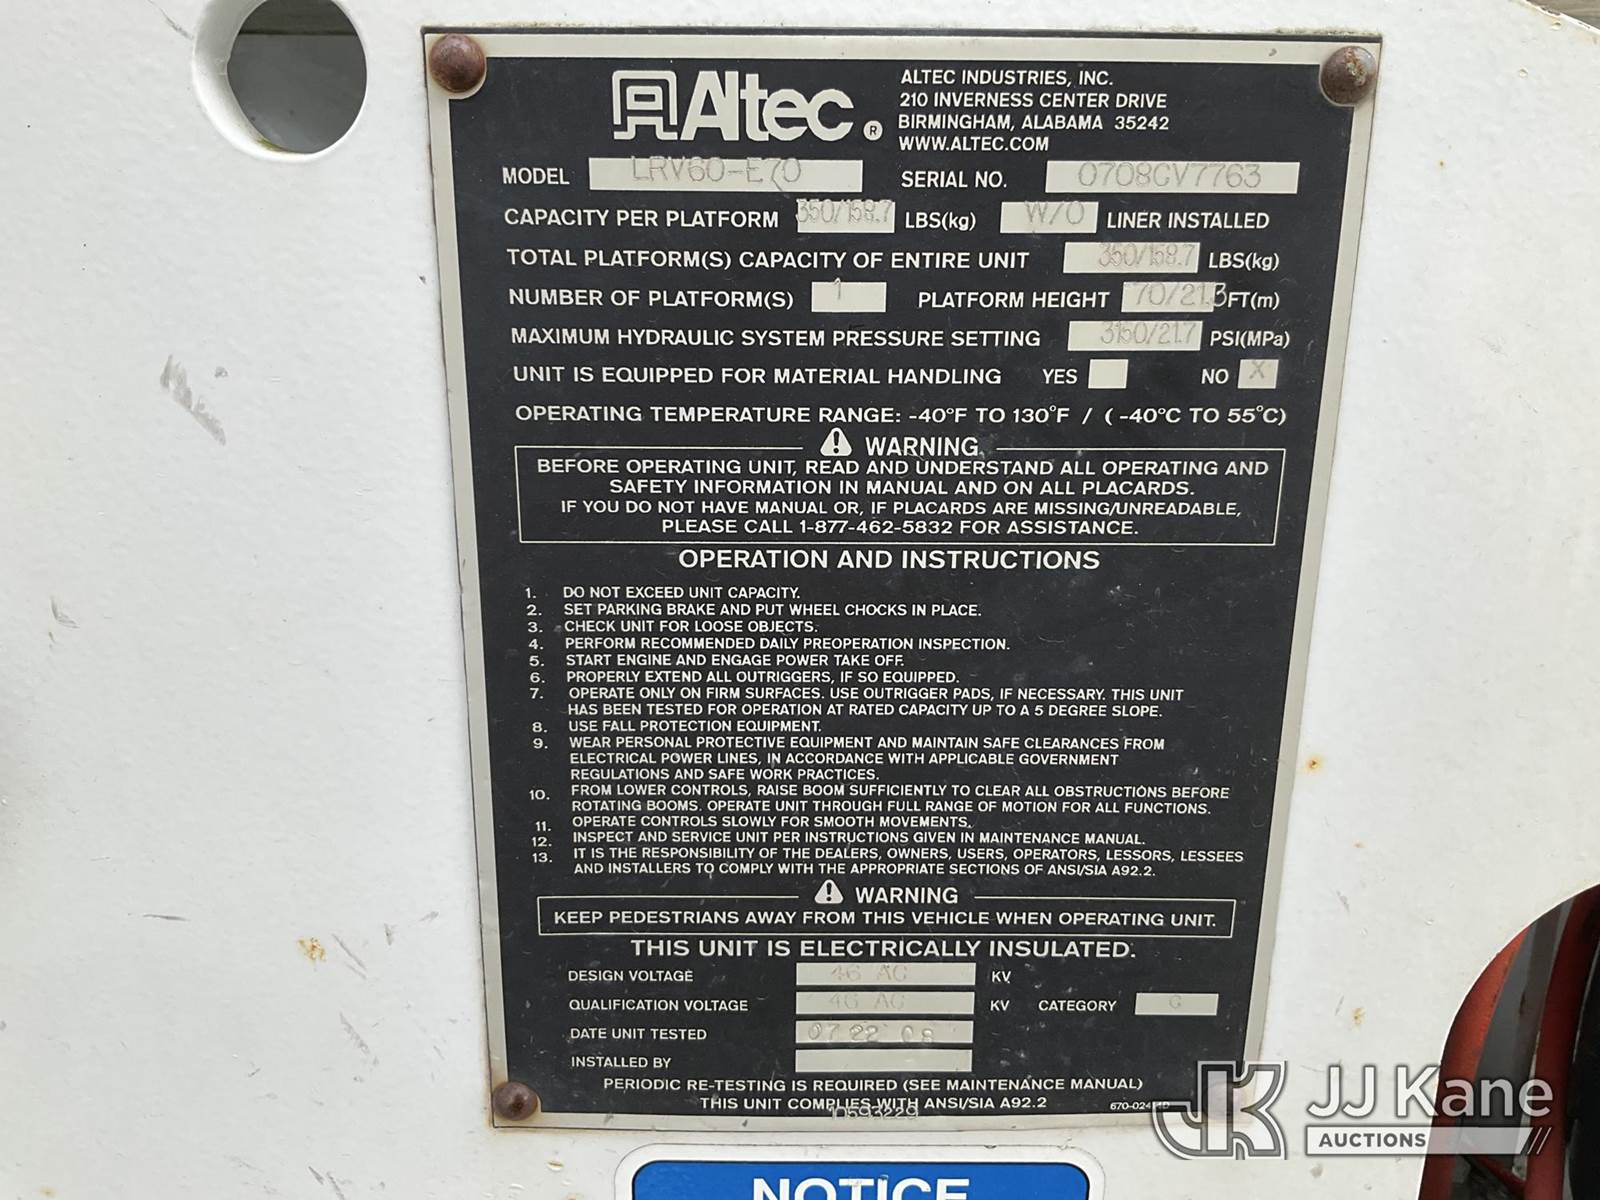 Altec ®
ALTEC INDUSTRIES, INC.
210 INVERNESS CENTER DRIVE
BIRMINGHAM, ALABAMA 35242
WWW.ALTEC.COM
MODEL LRV60-E70 SERIAL NO. 0708GV7763
CAPACITY PER PLATFORM 350/158.7 LBS(kg) W/O LINER INSTALLED
TOTAL PLATFORM(S) CAPACITY OF ENTIRE UNIT 350/158.7 LBS(kg)
NUMBER OF PLATFORM(S) 1 PLATFORM HEIGHT 70/21.3 FT(m)
MAXIMUM HYDRAULIC SYSTEM PRESSURE SETTING 3150/21.7 PSI(MPa)
UNIT IS EQUIPPED FOR MATERIAL HANDLING YES NO X
OPERATING TEMPERATURE RANGE: -40°F TO 130°F / ( -40°C TO 55°C)
WARNING
BEFORE OPERATING UNIT, READ AND UNDERSTAND ALL OPERATING AND
SAFETY INFORMATION IN MANUAL AND ON ALL PLACARDS.
IF YOU DO NOT HAVE MANUAL OR, IF PLACARDS ARE MISSING/UNREADABLE,
PLEASE CALL 1-877-462-5832 FOR ASSISTANCE.
OPERATION AND INSTRUCTIONS
1. DO NOT EXCEED UNIT CAPACITY.
2. SET PARKING BRAKE AND PUT WHEEL CHOCKS IN PLACE.
3. CHECK UNIT FOR LOOSE OBJECTS.
4. PERFORM RECOMMENDED DAILY PREOPERATION INSPECTION.
5. START ENGINE AND ENGAGE POWER TAKE OFF.
6. PROPERLY EXTEND ALL OUTRIGGERS, IF SO EQUIPPED.
7. OPERATE ONLY ON FIRM SURFACES. USE OUTRIGGER PADS, IF NECESSARY. THIS UNIT
HAS BEEN TESTED FOR OPERATION AT RATED CAPACITY UP TO A 5 DEGREE SLOPE.
8. USE FALL PROTECTION EQUIPMENT.
9. WEAR PERSONAL PROTECTIVE EQUIPMENT AND MAINTAIN SAFE CLEARANCES FROM
ELECTRICAL POWER LINES, IN ACCORDANCE WITH APPLICABLE GOVERNMENT
REGULATIONS AND SAFE WORK PRACTICES.
10. FROM LOWER CONTROLS, RAISE BOOM SUFFICIENTLY TO CLEAR ALL OBSTRUCTIONS BEFORE
ROTATING BOOMS. OPERATE UNIT THROUGH FULL RANGE OF MOTION FOR ALL FUNCTIONS.
11. OPERATE CONTROLS SLOWLY FOR SMOOTH MOVEMENTS.
12. INSPECT AND SERVICE UNIT PER INSTRUCTIONS GIVEN IN MAINTENANCE MANUAL.
13. IT IS THE RESPONSIBILITY OF THE DEALERS, OWNERS, USERS, OPERATORS, LESSORS, LESSEES
AND INSTALLERS TO COMPLY WITH THE APPROPRIATE SECTIONS OF ANSI/SIA A92.2.
WARNING
KEEP PEDESTRIANS AWAY FROM THIS VEHICLE WHEN OPERATING UNIT.
THIS UNIT IS ELECTRICALLY INSULATED.
DESIGN VOLTAGE 46 AC KV
QUALIFICATION VOLTAGE 46 AC KV CATEGORY C
DATE UNIT TESTED 07 22 08
INSTALLED BY
PERIODIC RE-TESTING IS REQUIRED (SEE MAINTENANCE MANUAL)
THIS UNIT COMPLIES WITH ANSI/SIA A92.2
10593229
NOTICE
JJ Kane
AUCTIONS